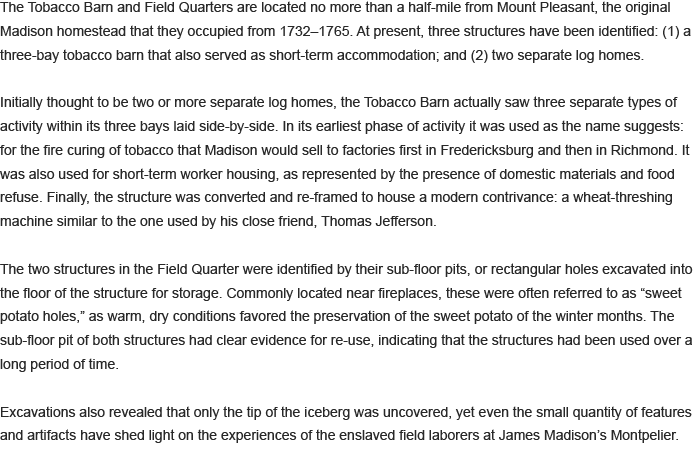 The Tobacco Barn and Field Quarters are located no more than a half-mile from Mount Pleasant, the original
Madison homestead that they occupied from 1732–1765. At present, three structures have been identified: (1) a
three-bay tobacco barn that also served as short-term accommodation; and (2) two separate log homes.

Initially thought to be two or more separate log homes, the Tobacco Barn actually saw three separate types of
activity within its three bays laid side-by-side. In its earliest phase of activity it was used as the name suggests:
for the fire curing of tobacco that Madison would sell to factories first in Fredericksburg and then in Richmond. It
was also used for short-term worker housing, as represented by the presence of domestic materials and food
refuse. Finally, the structure was converted and re-framed to house a modern contrivance: a wheat-threshing
machine similar to the one used by his close friend, Thomas Jefferson.

The two structures in the Field Quarter were identified by their sub-floor pits, or rectangular holes excavated into
the floor of the structure for storage. Commonly located near fireplaces, these were often referred to as “sweet
potato holes,” as warm, dry conditions favored the preservation of the sweet potato of the winter months. The
sub-floor pit of both structures had clear evidence for re-use, indicating that the structures had been used over a
long period of time.

Excavations also revealed that only the tip of the iceberg was uncovered, yet even the small quantity of features
and artifacts have shed light on the experiences of the enslaved field laborers at James Madison’s Montpelier.